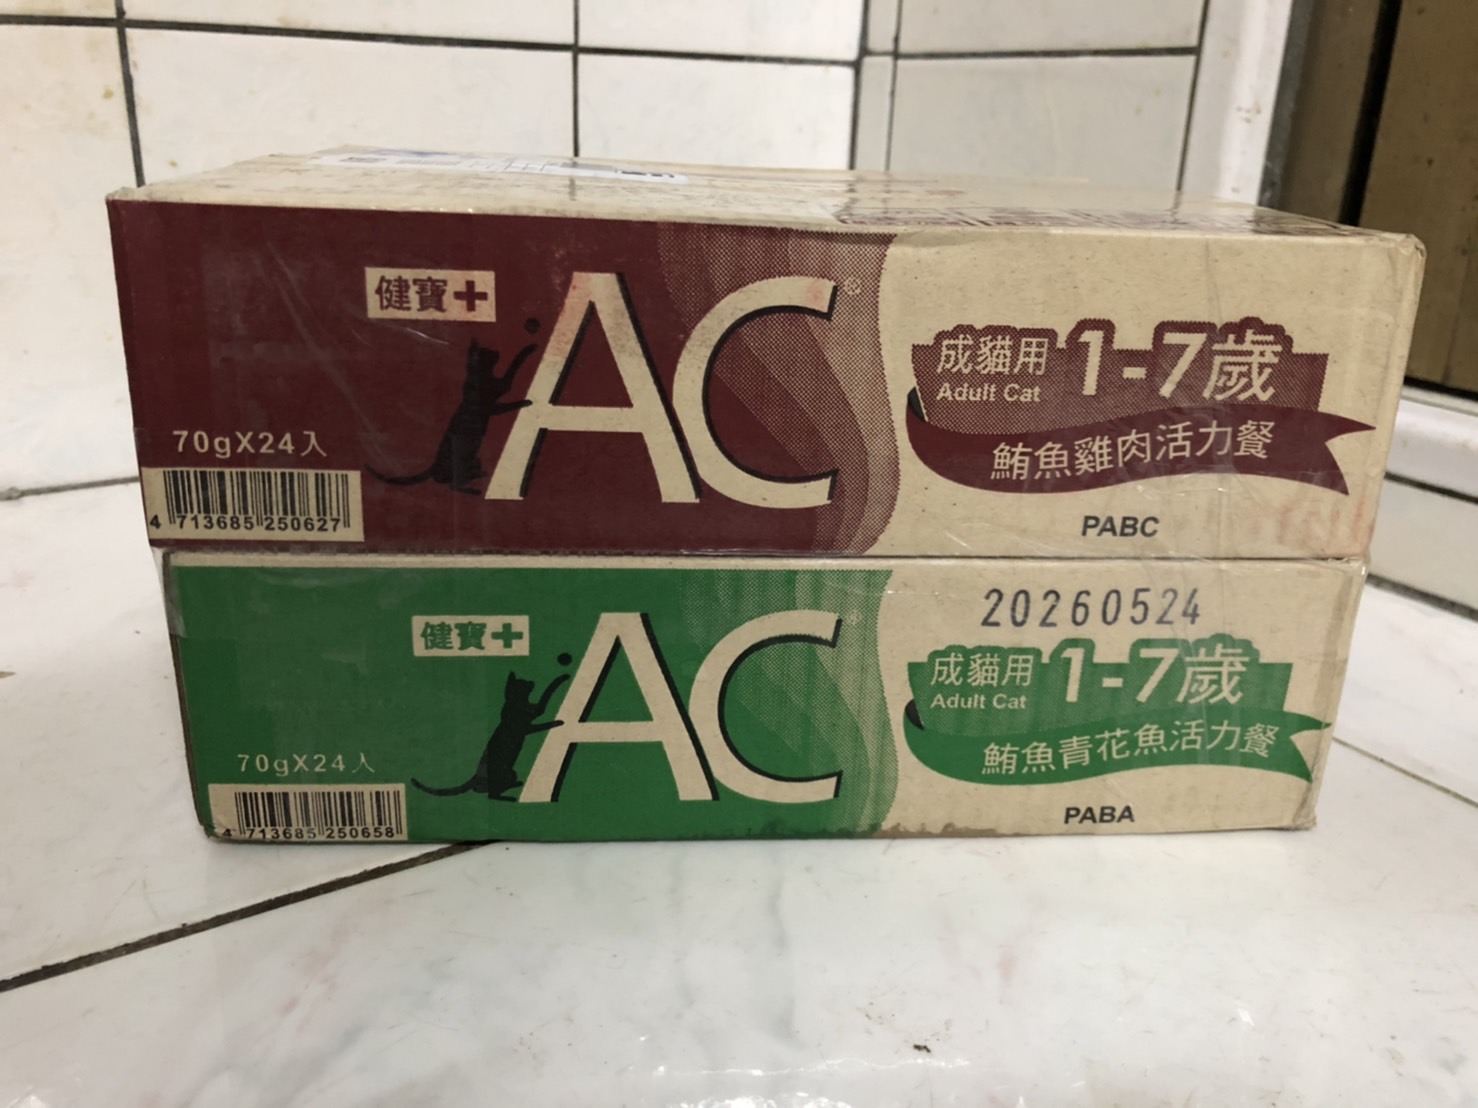 健寶+
AC®
成貓用
Adult Cat
1-7歲
鮪魚雞肉活力餐
70gX24入
4 713685 250627
PABC
20260524
健寶+
AC
成貓用
Adult Cat
1-7歲
鮪魚青花魚活力餐
70gX24入
4 713685 250658
PABA